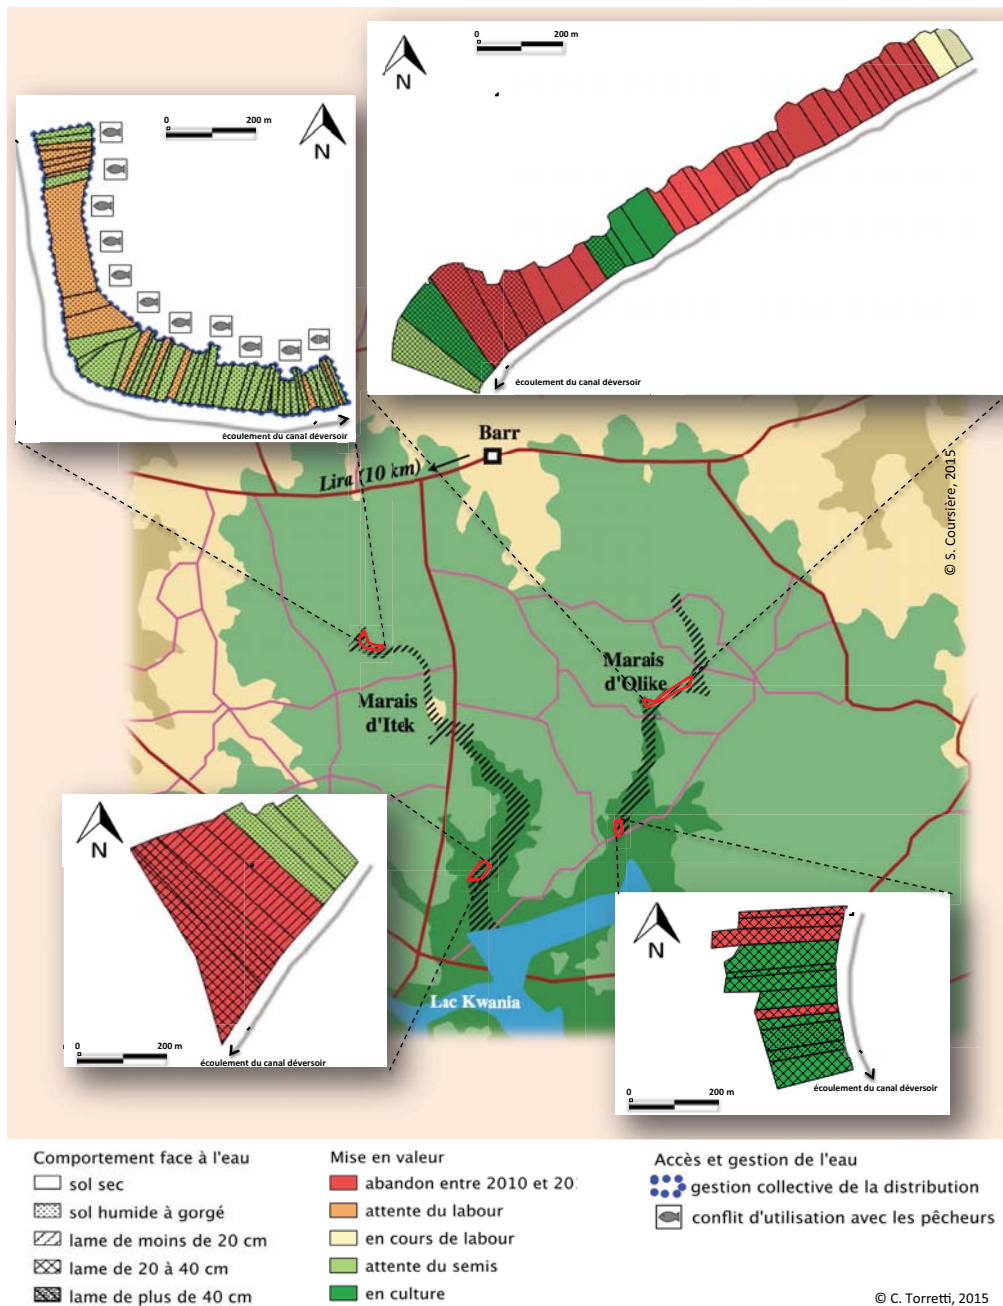 0 200 m
N
écoulement du canal déversoir
0 200 m
N
écoulement du canal déversoir
Barr
Lira (10 km)
© S. Coursière, 2015
Marais
d'Olike
Marais
d'Itek
Lac Kwania
N
0 200 m
écoulement du canal déversoir
N
0 200 m
écoulement du canal déversoir
Comportement face à l'eau
sol sec
sol humide à gorgé
lame de moins de 20 cm
lame de 20 à 40 cm
lame de plus de 40 cm
Mise en valeur
abandon entre 2010 et
attente du labour
en cours de labour
attente du semis
en culture
Accès et gestion de l'eau
gestion collective de la distribution
conflit d'utilisation avec les pêcheurs
© C. Torretti, 2015